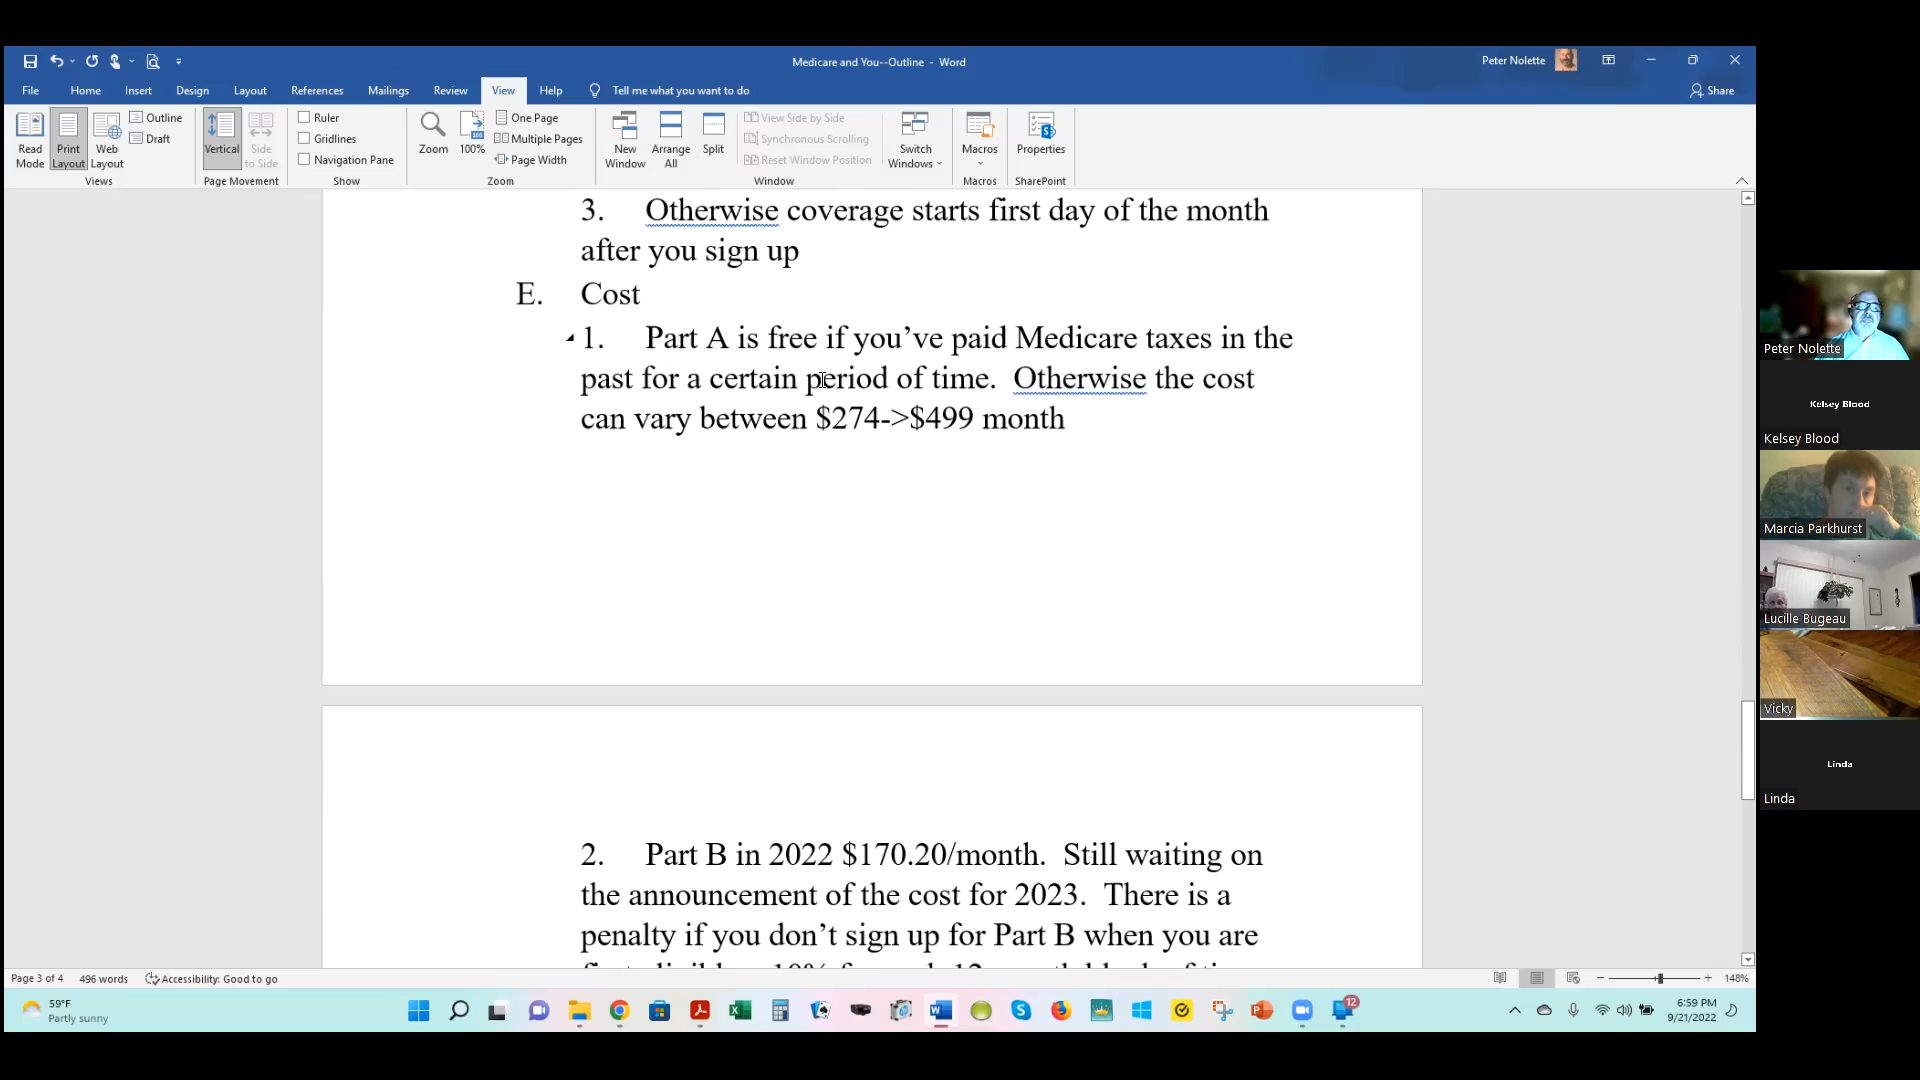 Medicare and You--Outline - Word
Peter Nolette
File Home Insert Design Layout References Mailings Review View Help Tell me what you want to do
Share
Read Mode
Print Layout
Web Layout
Outline
Draft
Views
Vertical
Side to Side
Page Movement
Ruler
Gridlines
Navigation Pane
Show
Zoom
100%
One Page
Multiple Pages
Page Width
Zoom
New Window
Arrange All
Split
View Side by Side
Synchronous Scrolling
Reset Window Position
Window
Switch Windows
Macros
Macros
Properties
SharePoint
3. Otherwise coverage starts first day of the month
after you sign up
E. Cost
1. Part A is free if you’ve paid Medicare taxes in the
past for a certain period of time. Otherwise the cost
can vary between $274->$499 month
2. Part B in 2022 $170.20/month. Still waiting on
the announcement of the cost for 2023. There is a
penalty if you don’t sign up for Part B when you are
Page 3 of 4 496 words Accessibility: Good to go
148%
59°F
Partly sunny
12
6:59 PM
9/21/2022
Peter Nolette
Kelsey Blood
Kelsey Blood
Marcia Parkhurst
Lucille Bugeau
Vicky
Linda
Linda